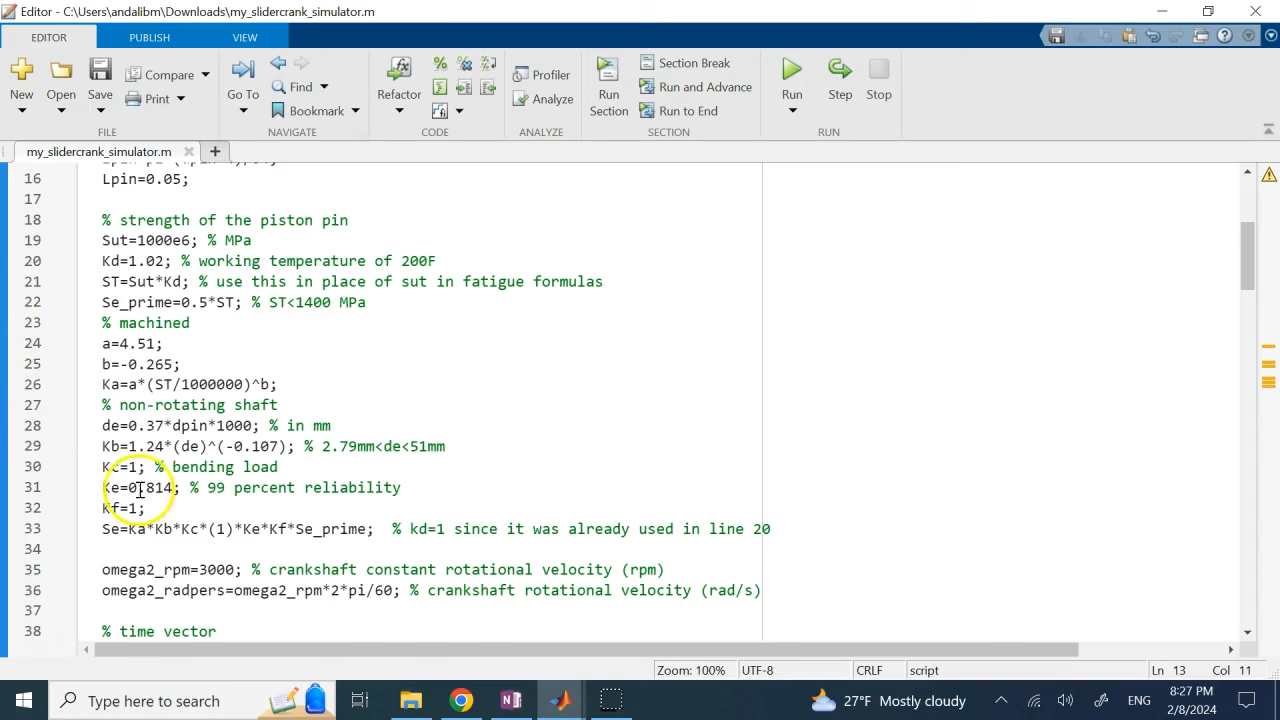 Editor - C:\Users\andalibm\Downloads\my_slidercrank_simulator.m
EDITOR PUBLISH VIEW
New Open Save Compare Print
Go To Find Bookmark
Refactor
Profiler Analyze
Run Section Section Break Run and Advance Run to End
Run Step Stop
FILE NAVIGATE CODE ANALYZE SECTION RUN
my_slidercrank_simulator.m
16 Lpin=0.05;
17
18 % strength of the piston pin
19 Sut=1000e6; % MPa
20 Kd=1.02; % working temperature of 200F
21 ST=Sut*Kd; % use this in place of sut in fatigue formulas
22 Se_prime=0.5*ST; % ST<1400 MPa
23 % machined
24 a=4.51;
25 b=-0.265;
26 Ka=a*(ST/1000000)^b;
27 % non-rotating shaft
28 de=0.37*dpin*1000; % in mm
29 Kb=1.24*(de)^(-0.107); % 2.79mm<de<51mm
30 Kc=1; % bending load
31 Ke=0.814; % 99 percent reliability
32 Kf=1;
33 Se=Ka*Kb*Kc*(1)*Ke*Kf*Se_prime; % kd=1 since it was already used in line 20
34
35 omega2_rpm=3000; % crankshaft constant rotational velocity (rpm)
36 omega2_radpers=omega2_rpm*2*pi/60; % crankshaft rotational velocity (rad/s)
37
38 % time vector
Zoom: 100% UTF-8 CRLF script Ln 13 Col 11
Type here to search 27°F Mostly cloudy ENG 8:27 PM
2/8/2024